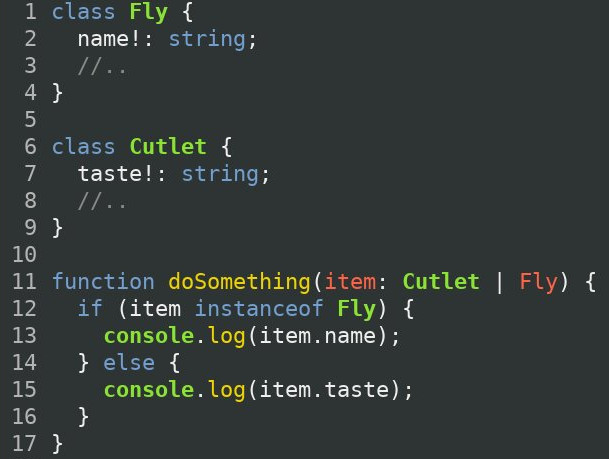 1 class Fly {
2   name!: string;
3   //..
4 }
5
6 class Cutlet {
7   taste!: string;
8   //..
9 }
10
11 function doSomething(item: Cutlet | Fly) {
12   if (item instanceof Fly) {
13     console.log(item.name);
14   } else {
15     console.log(item.taste);
16   }
17 }